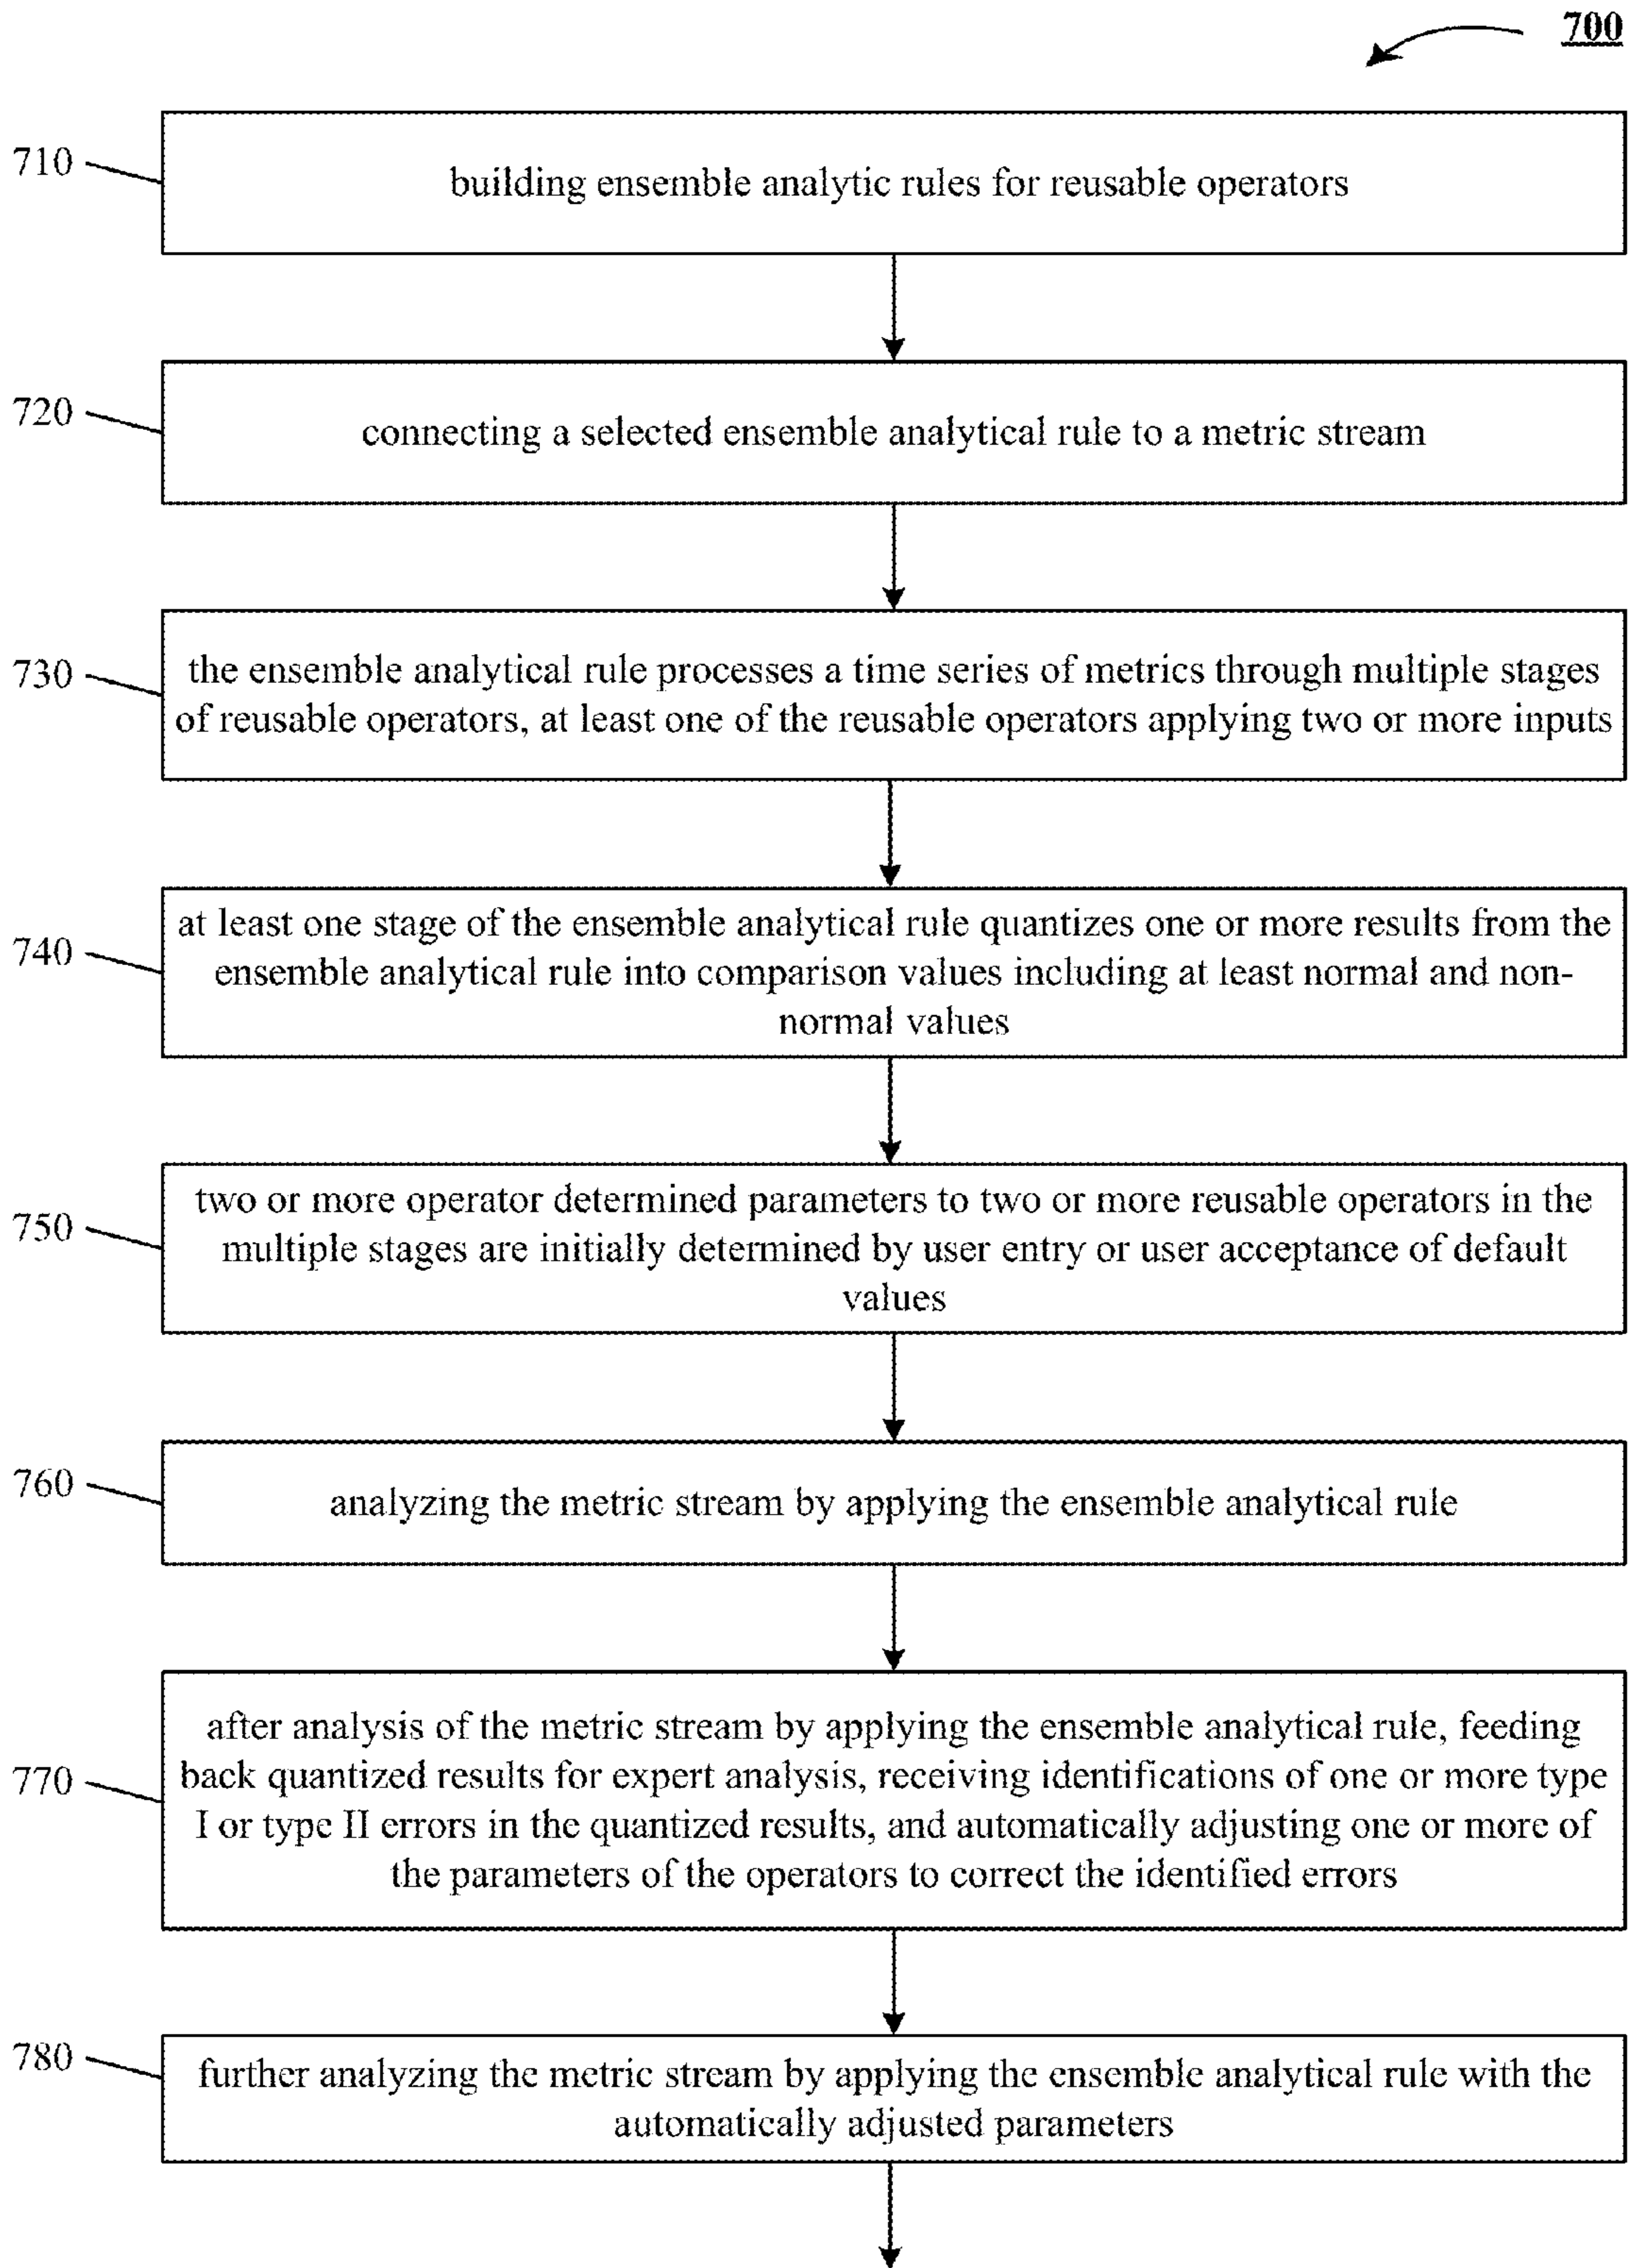 700
710
building ensemble analytic rules for reusable operators
720
connecting a selected ensemble analytical rule to a metric stream
730
the ensemble analytical rule processes a time series of metrics through multiple stages
of reusable operators, at least one of the reusable operators applying two or more inputs
740
at least one stage of the ensemble analytical rule quantizes one or more results from the
ensemble analytical rule into comparison values including at least normal and non-
normal values
750
two or more operator determined parameters to two or more reusable operators in the
multiple stages are initially determined by user entry or user acceptance of default
values
760
analyzing the metric stream by applying the ensemble analytical rule
770
after analysis of the metric stream by applying the ensemble analytical rule, feeding
back quantized results for expert analysis, receiving identifications of one or more type
I or type II errors in the quantized results, and automatically adjusting one or more of
the parameters of the operators to correct the identified errors
780
further analyzing the metric stream by applying the ensemble analytical rule with the
automatically adjusted parameters